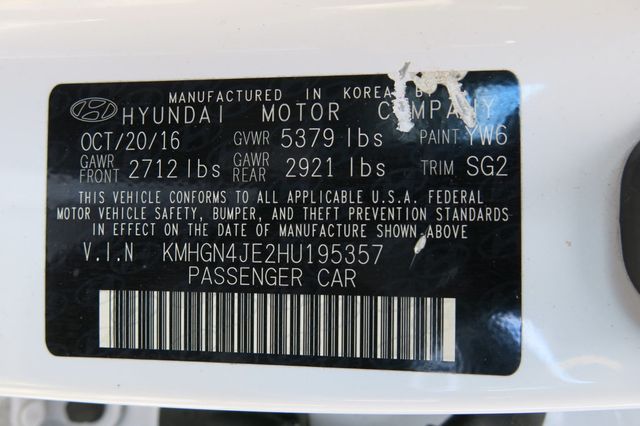 MANUFACTURED IN KOREA BY
HYUNDAI MOTOR COMPANY
OCT/20/16 GVWR 5379 lbs PAINT YW6
GAWR FRONT 2712 lbs GAWR REAR 2921 lbs TRIM SG2
THIS VEHICLE CONFORMS TO ALL APPLICABLE U.S.A. FEDERAL
MOTOR VEHICLE SAFETY, BUMPER, AND THEFT PREVENTION STANDARDS
IN EFFECT ON THE DATE OF MANUFACTURE SHOWN ABOVE.
V.I.N KMHGN4JE2HU195357
PASSENGER CAR